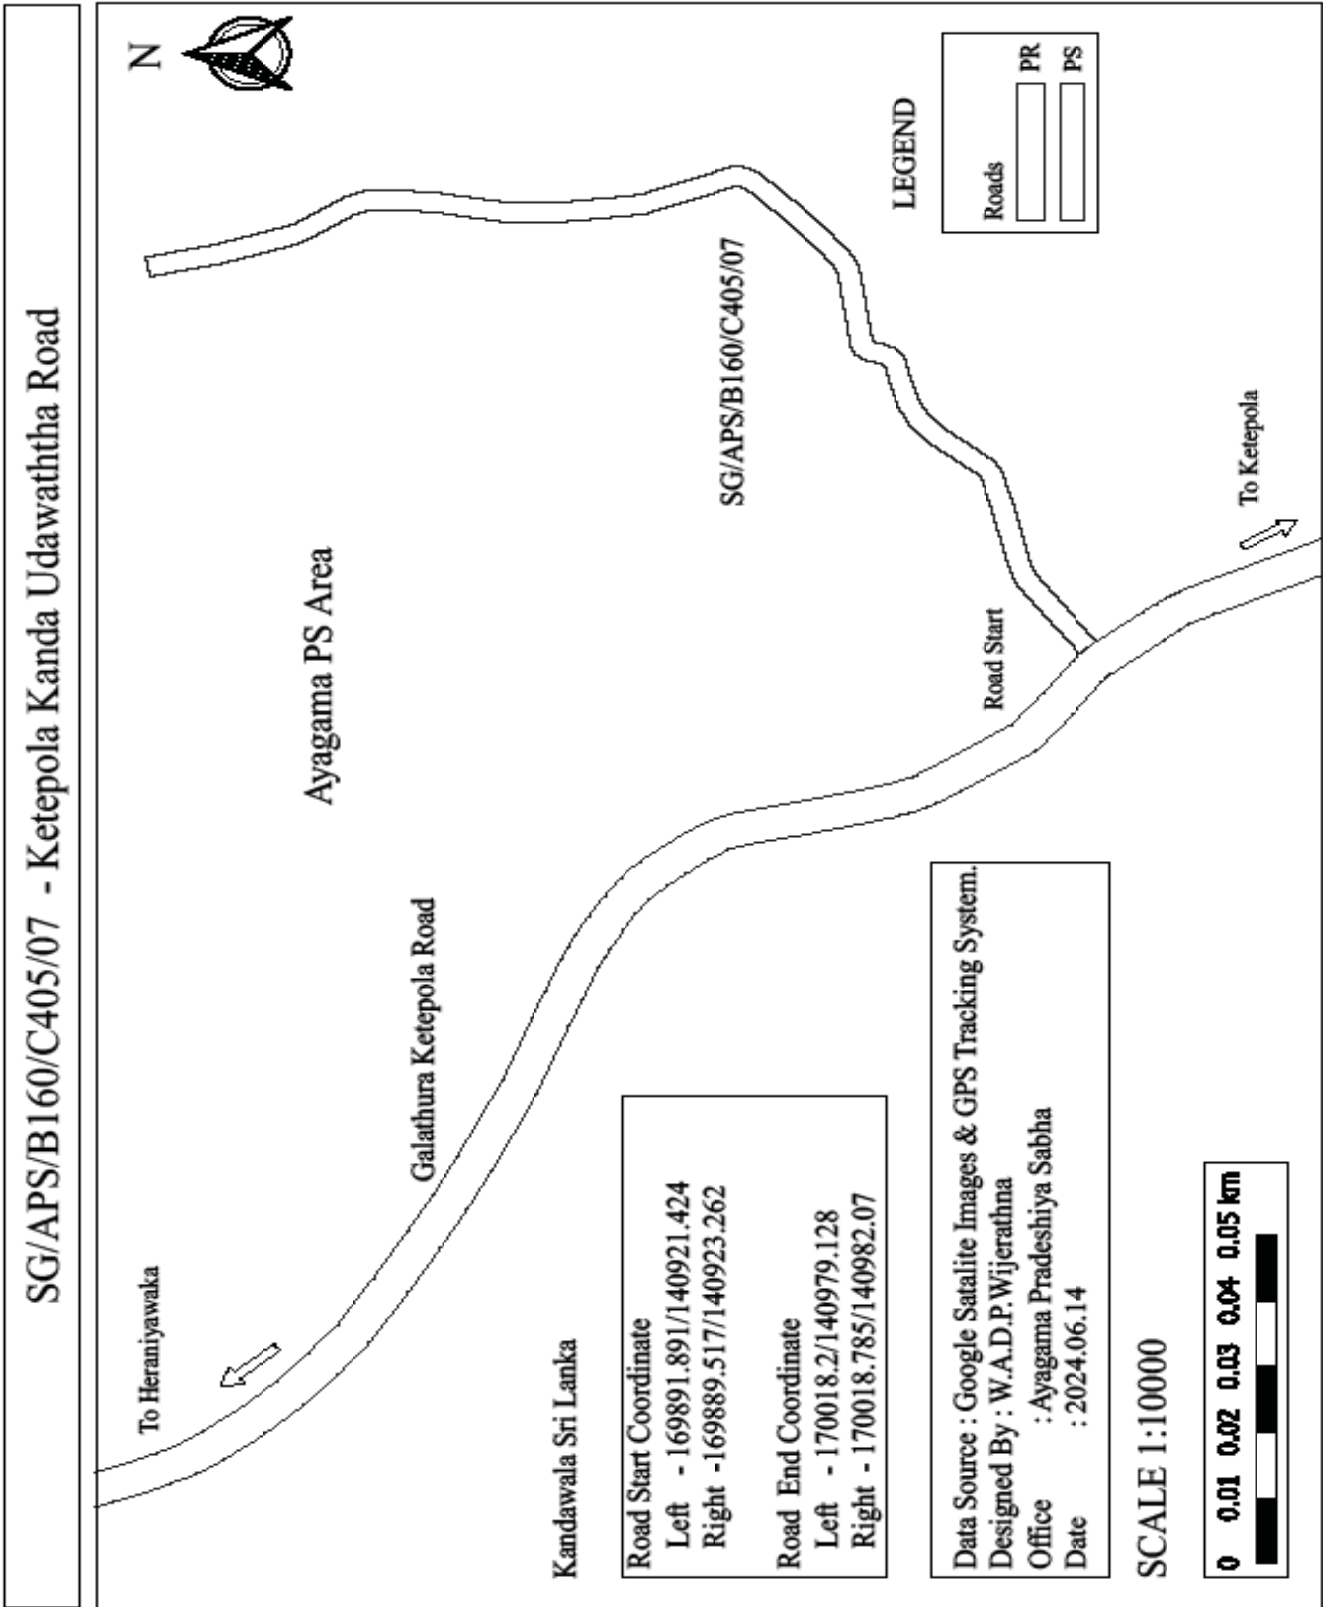 SG/APS/B160/C405/07 - Ketepola Kanda Udawaththa Road
N
To Heraniyawaka
Ayagama PS Area
Galathura Ketepola Road
SG/APS/B160/C405/07
Kandawala Sri Lanka
Road Start Coordinate
Left - 169891.891/140921.424
Right -169889.517/140923.262
Road End Coordinate
Left - 170018.2/140979.128
Right - 170018.785/140982.07
Road Start
LEGEND
Roads
PR
PS
Data Source : Google Satalite Images & GPS Tracking System.
Designed By : W.A.D.P.Wijerathna
Office : Ayagama Pradeshiya Sabha
Date : 2024.06.14
To Ketepola
SCALE 1:10000
0 0.01 0.02 0.03 0.04 0.05 km